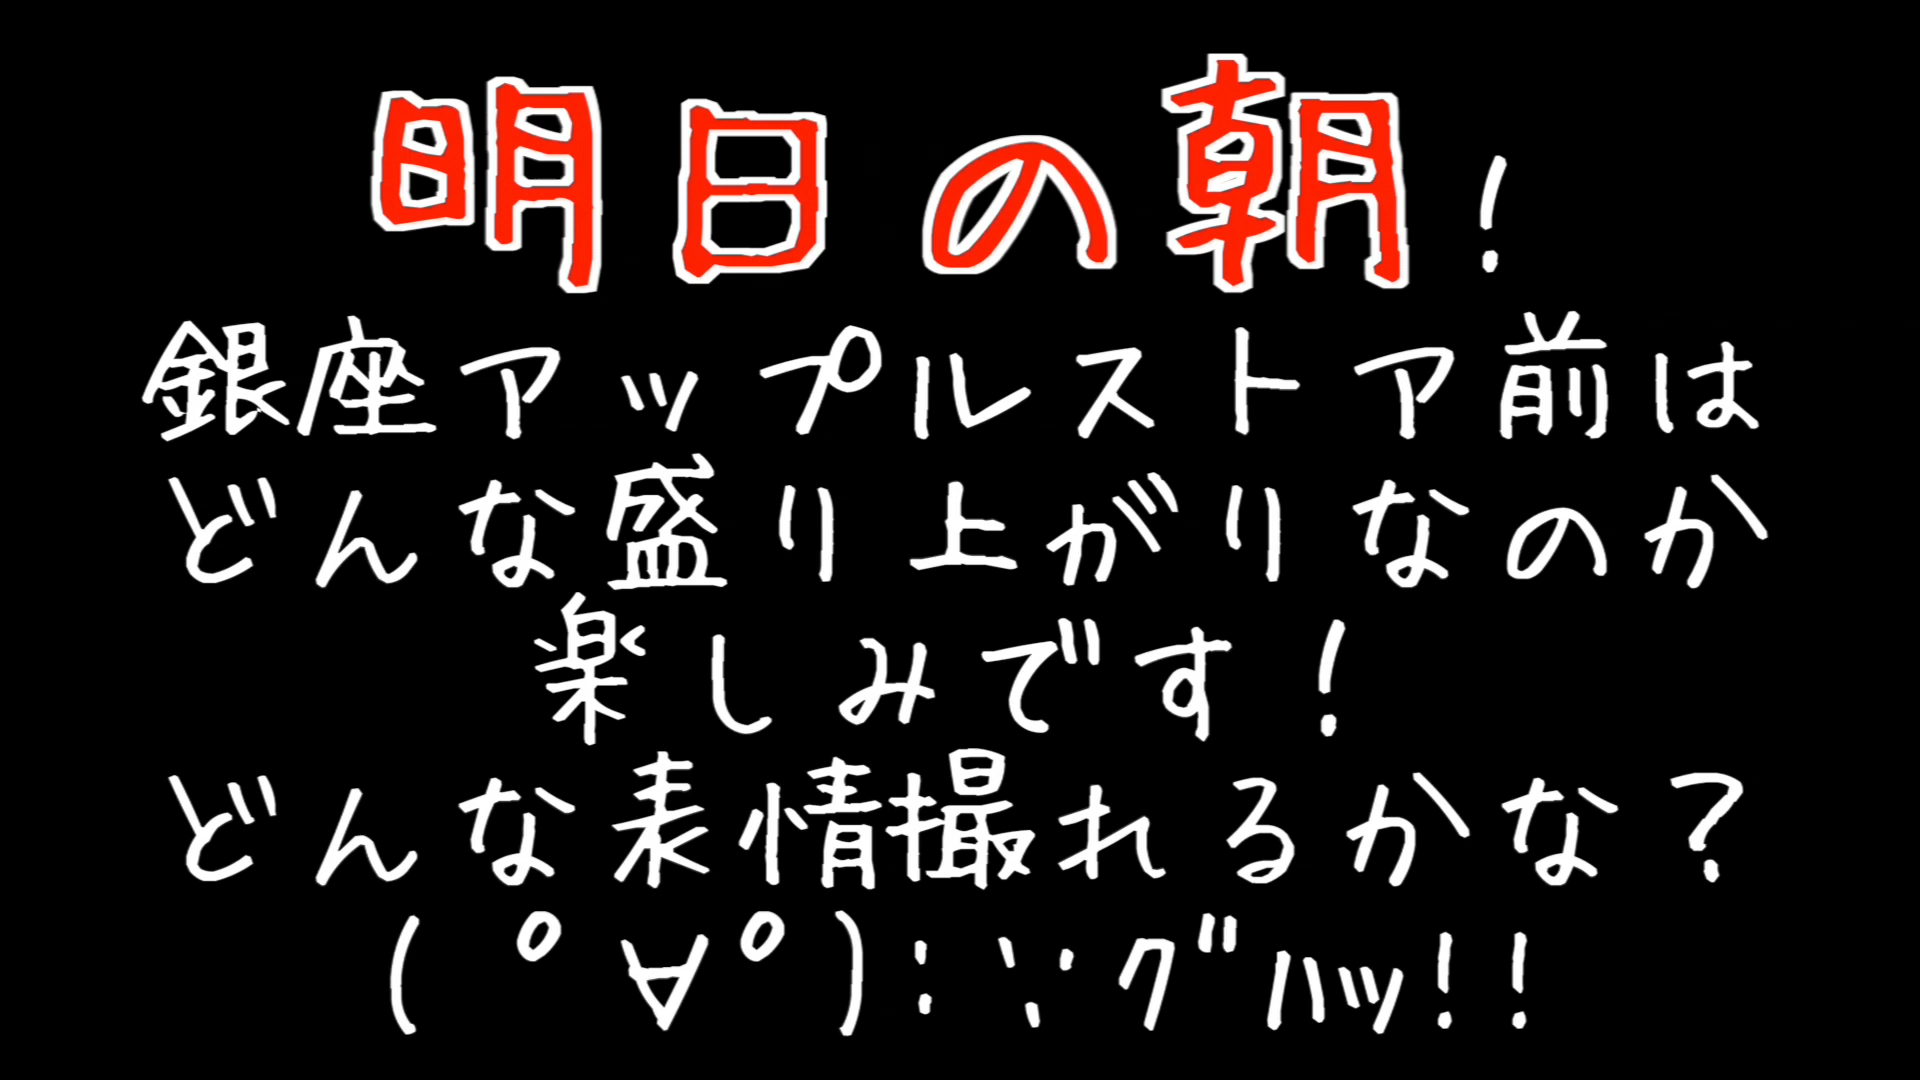 明日の朝！
銀座アップルストア前は
どんな盛り上がりなのか
楽しみです！
どんな表情撮れるかな？
( ﾟ∀ﾟ):∵ｸﾞﾊｯ!!